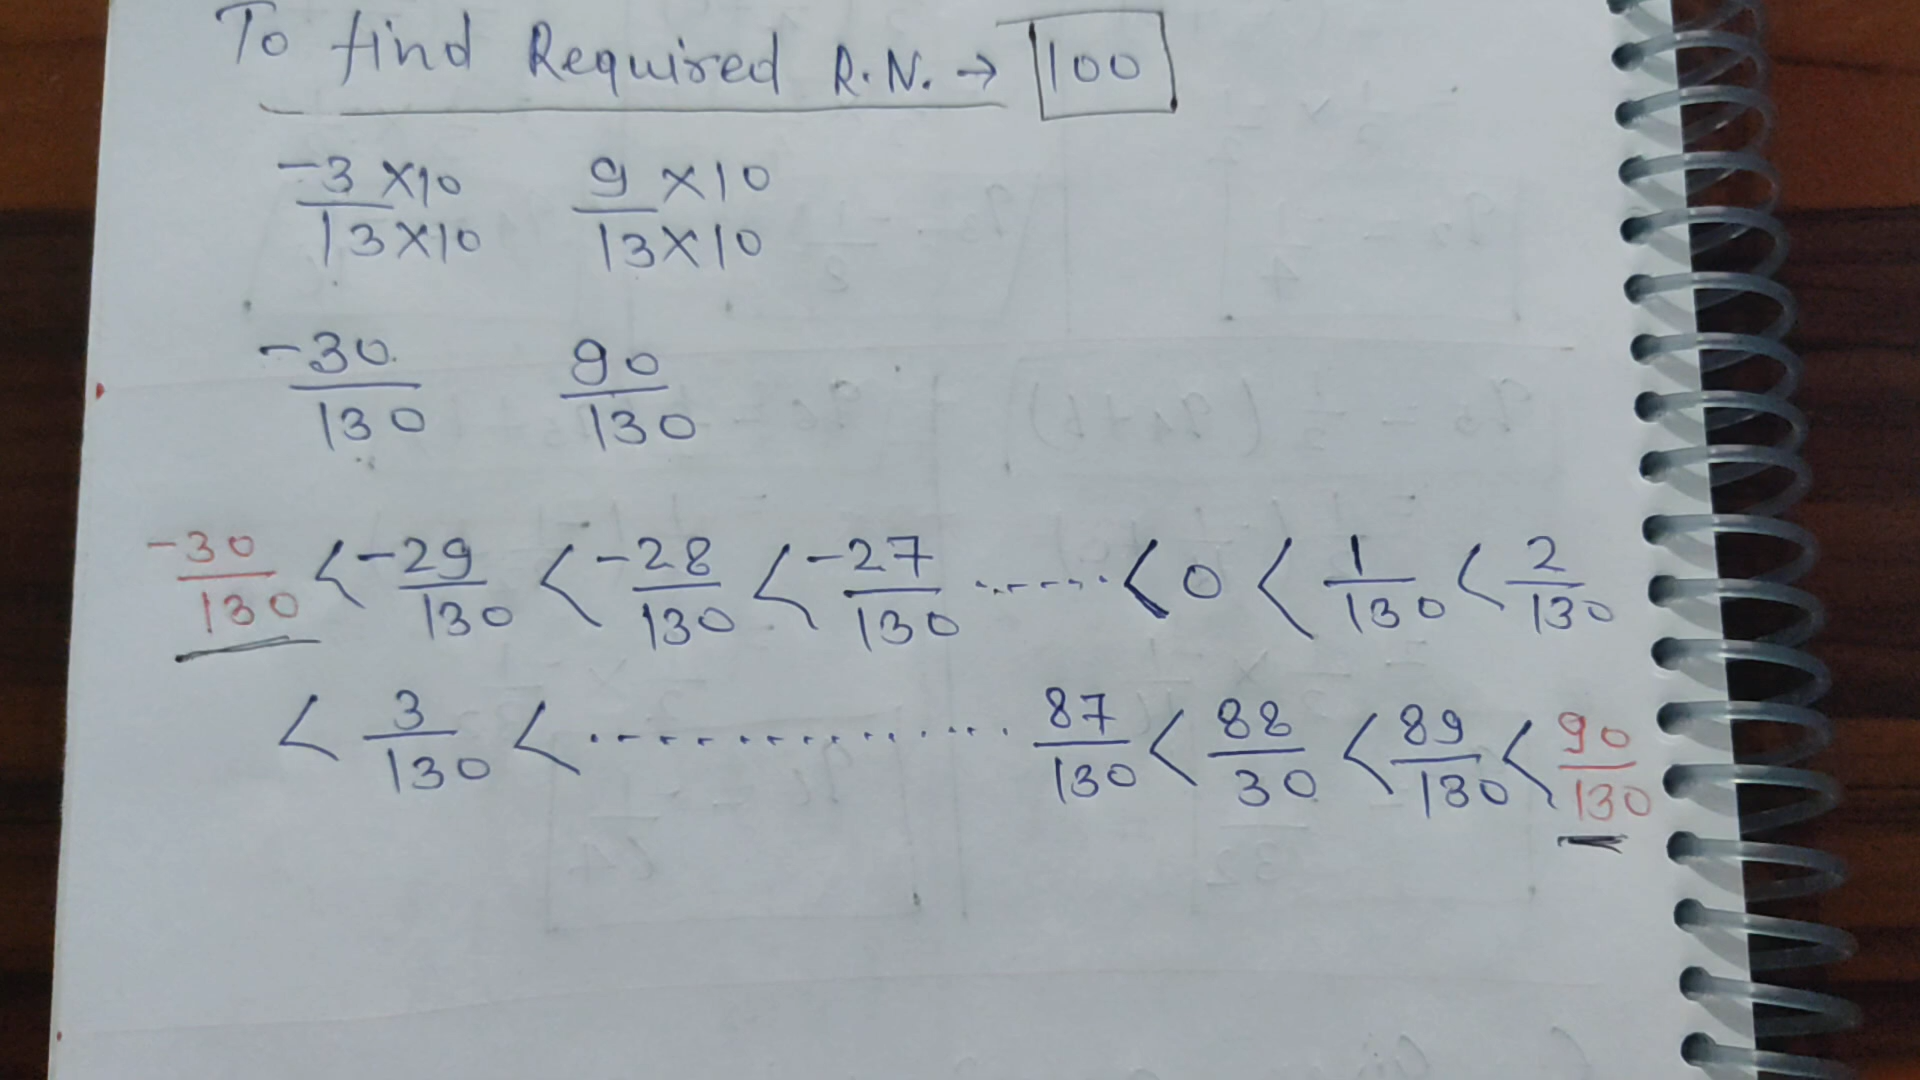 To find Required R.N. → 100
-3×10/13×10 9×10/13×10
-30/130 90/130
-30/130 < -29/130 < -28/130 < -27/130 ...... < 0 < 1/130 < 2/130
< 3/130 < .............. 87/130 < 88/30 < 89/130 < 90/130